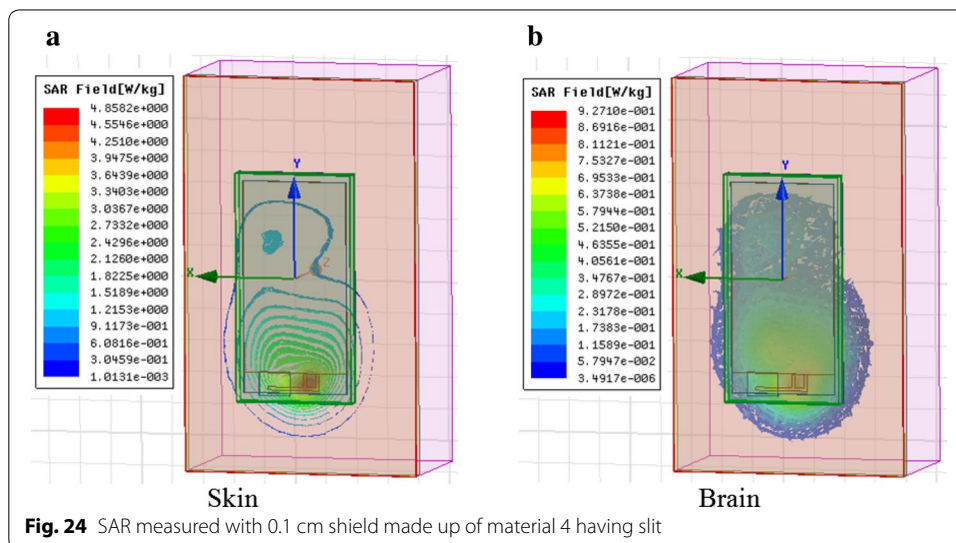 a
SAR Field[W/kg]
4.8582e+000
4.5546e+000
4.2510e+000
3.9475e+000
3.6439e+000
3.3403e+000
3.0367e+000
2.7332e+000
2.4296e+000
2.1260e+000
1.8225e+000
1.5189e+000
1.2153e+000
9.1173e-001
6.0816e-001
3.0459e-001
1.0131e-003
Y
X
Z
Skin
b
SAR Field[W/kg]
9.2710e-001
8.6916e-001
8.1121e-001
7.5327e-001
6.9533e-001
6.3738e-001
5.7944e-001
5.2150e-001
4.6355e-001
4.0561e-001
3.4767e-001
2.8972e-001
2.3178e-001
1.7383e-001
1.1589e-001
5.7947e-002
3.4917e-006
Y
X
Brain
Fig. 24 SAR measured with 0.1 cm shield made up of material 4 having slit